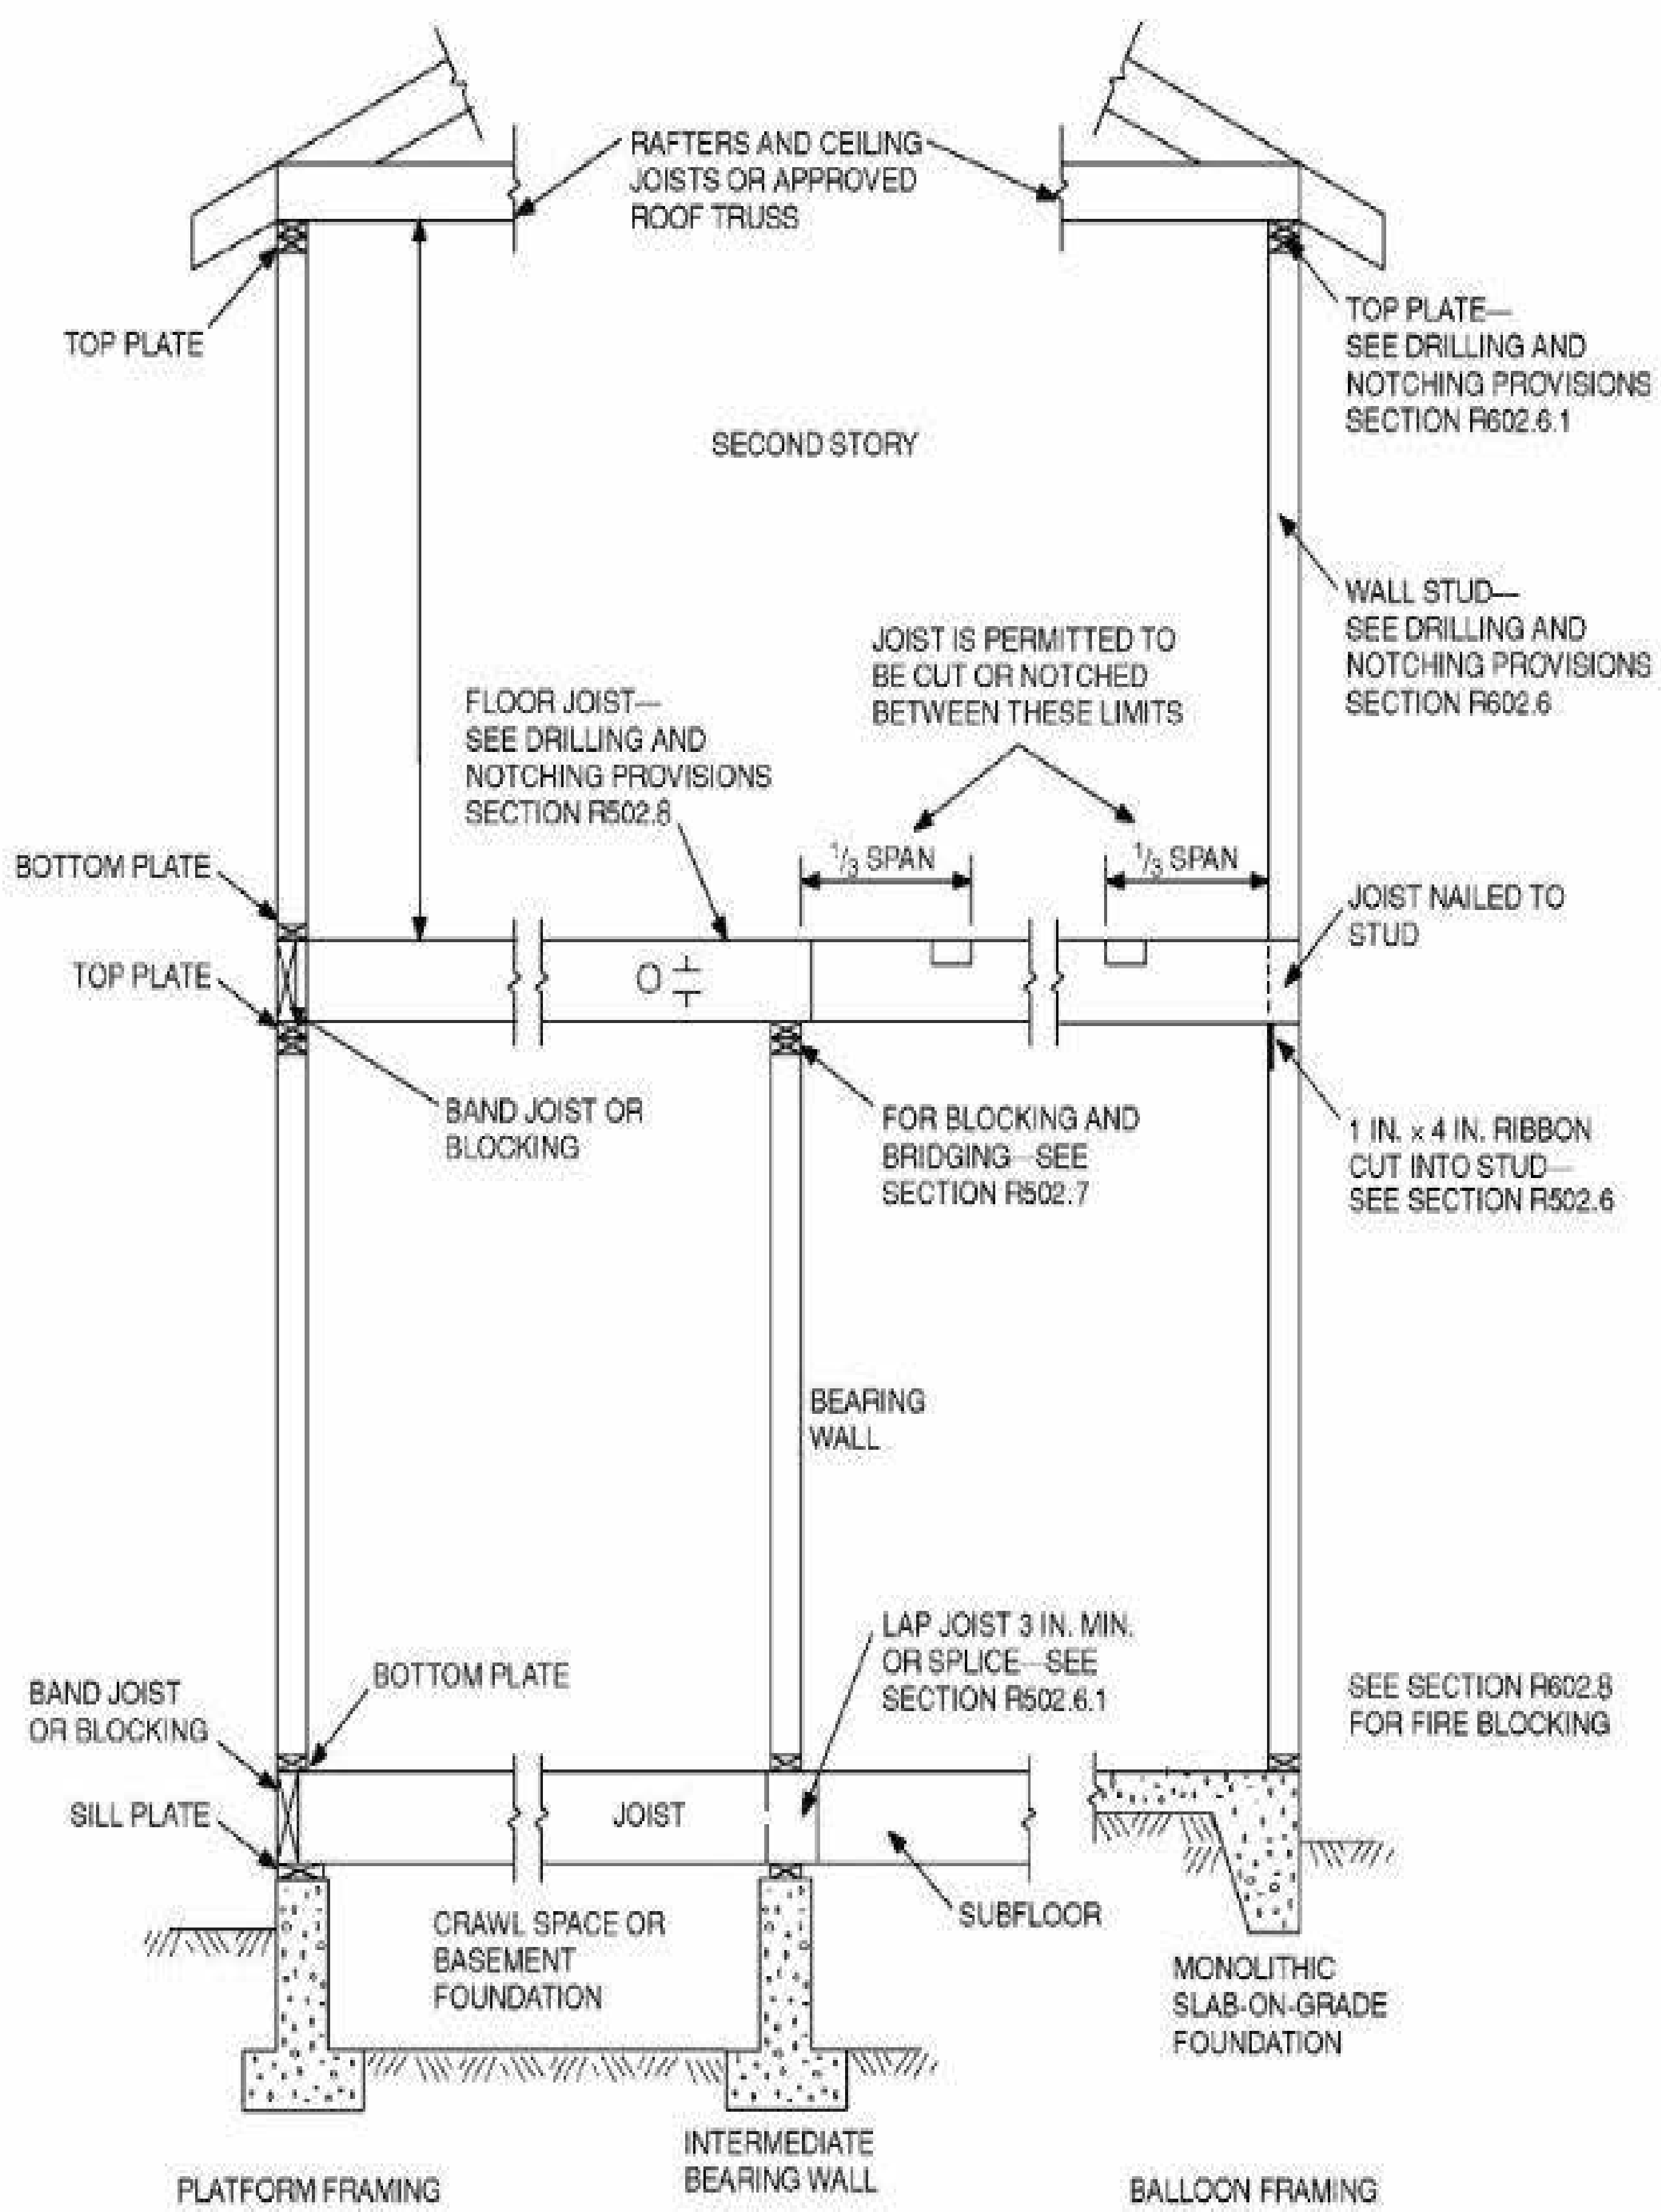 RAFTERS AND CEILING
JOISTS OR APPROVED
ROOF TRUSS
TOP PLATE
TOP PLATE—
SEE DRILLING AND
NOTCHING PROVISIONS
SECTION R602.6.1
SECOND STORY
WALL STUD—
SEE DRILLING AND
NOTCHING PROVISIONS
SECTION R602.6
JOIST IS PERMITTED TO
BE CUT OR NOTCHED
BETWEEN THESE LIMITS
FLOOR JOIST—
SEE DRILLING AND
NOTCHING PROVISIONS
SECTION R502.8
1/3 SPAN
1/3 SPAN
BOTTOM PLATE
JOIST NAILED TO
STUD
TOP PLATE
BAND JOIST OR
BLOCKING
FOR BLOCKING AND
BRIDGING—SEE
SECTION R502.7
1 IN. × 4 IN. RIBBON
CUT INTO STUD—
SEE SECTION R502.6
BEARING
WALL
LAP JOIST 3 IN. MIN.
OR SPLICE—SEE
SECTION R502.6.1
BOTTOM PLATE
BAND JOIST
OR BLOCKING
SEE SECTION R602.8
FOR FIRE BLOCKING
SILL PLATE
JOIST
SUBFLOOR
CRAWL SPACE OR
BASEMENT
FOUNDATION
MONOLITHIC
SLAB-ON-GRADE
FOUNDATION
INTERMEDIATE
BEARING WALL
PLATFORM FRAMING
BALLOON FRAMING